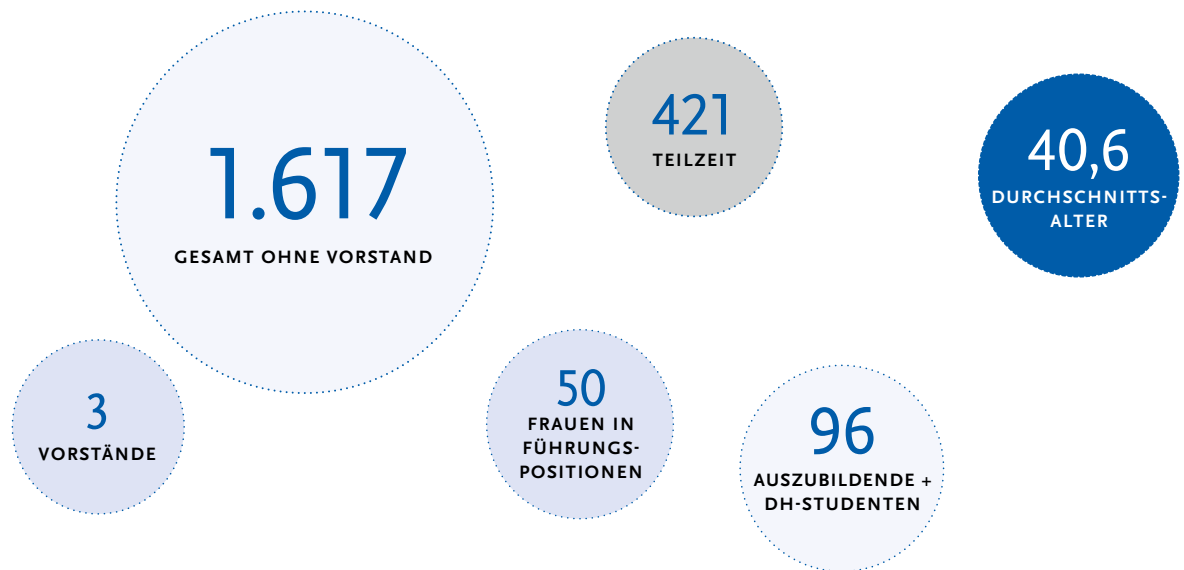 1.617
GESAMT OHNE VORSTAND
421
TEILZEIT
40,6
DURCHSCHNITTS-
ALTER
3
VORSTÄNDE
50
FRAUEN IN
FÜHRUNGS-
POSITIONEN
96
AUSZUBILDENDE +
DH-STUDENTEN